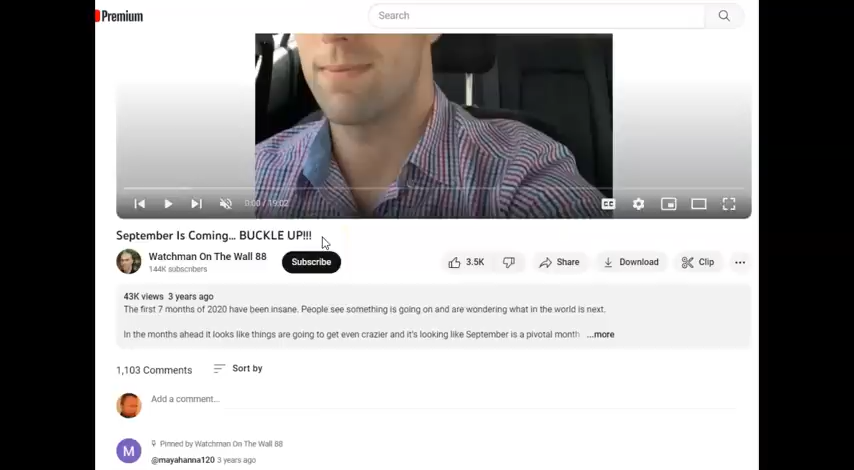 Premium
Search
CC
0:00 / 19:02
September Is Coming... BUCKLE UP!!!
Watchman On The Wall 88
144K subscribers
Subscribe
3.5K
Share
Download
Clip
43K views 3 years ago
The first 7 months of 2020 have been insane. People see something is going on and are wondering what in the world is next.
In the months ahead it looks like things are going to get even crazier and it's looking like September is a pivotal month ...more
1,103 Comments
Sort by
Add a comment...
M
Pinned by Watchman On The Wall 88
@mayahanna120 3 years ago